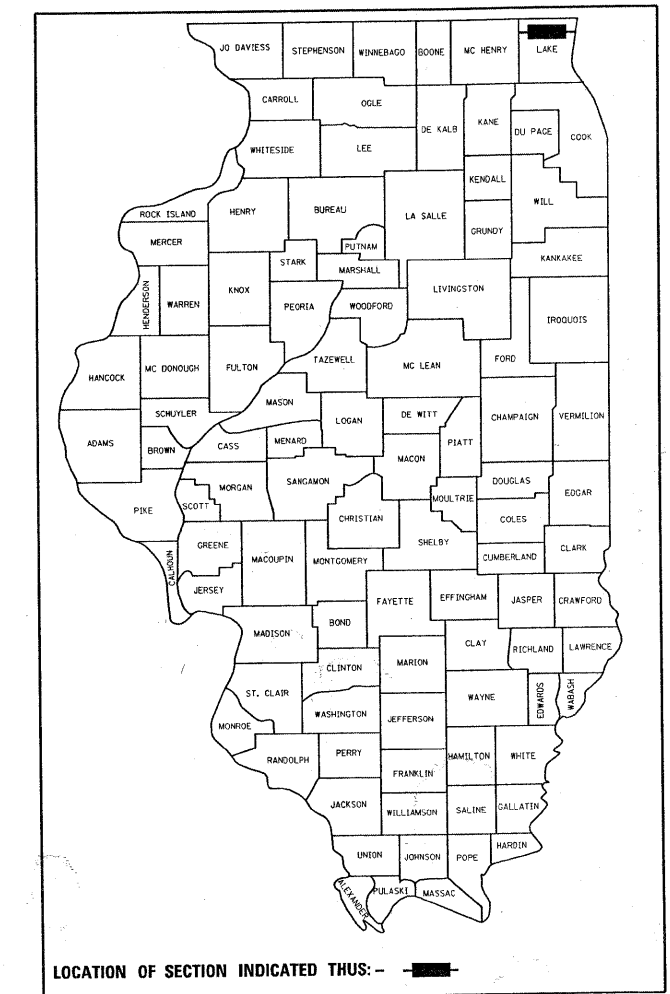 JO DAVIESS
STEPHENSON
WINNEBAGO
BOONE
MC HENRY
LAKE
CARROLL
OGLE
DE KALB
KANE
DU PAGE
COOK
WHITESIDE
LEE
KENDALL
WILL
ROCK ISLAND
HENRY
BUREAU
LA SALLE
GRUNDY
MERCER
PUTNAM
STARK
MARSHALL
KANKAKEE
HENDERSON
WARREN
KNOX
PEORIA
WOODFORD
LIVINGSTON
IROQUOIS
HANCOCK
MC DONOUGH
FULTON
TAZEWELL
MC LEAN
FORD
SCHUYLER
MASON
LOGAN
DE WITT
CHAMPAIGN
VERMILION
ADAMS
BROWN
CASS
MENARD
MACON
PIATT
PIKE
SCOTT
MORGAN
SANGAMON
CHRISTIAN
MOULTRIE
DOUGLAS
EDGAR
COLES
CALHOUN
GREENE
MACOUPIN
MONTGOMERY
SHELBY
CUMBERLAND
CLARK
JERSEY
FAYETTE
EFFINGHAM
JASPER
CRAWFORD
MADISON
BOND
CLAY
RICHLAND
LAWRENCE
CLINTON
MARION
ST. CLAIR
WASHINGTON
WAYNE
EDWARDS
WABASH
MONROE
JEFFERSON
RANDOLPH
PERRY
HAMILTON
WHITE
FRANKLIN
JACKSON
WILLIAMSON
SALINE
GALLATIN
UNION
JOHNSON
POPE
HARDIN
ALEXANDER
PULASKI
MASSAC
LOCATION OF SECTION INDICATED THUS:-